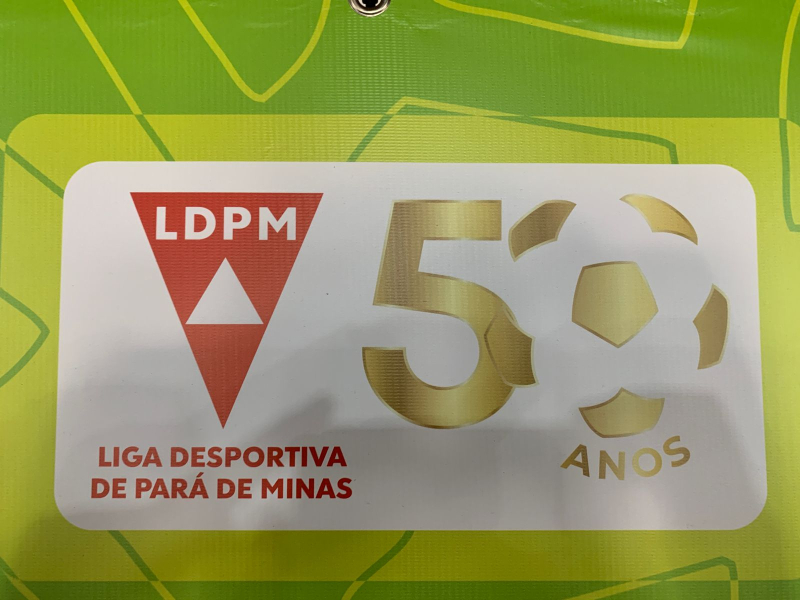 LDPM
LIGA DESPORTIVA
DE PARÁ DE MINAS
50
ANOS